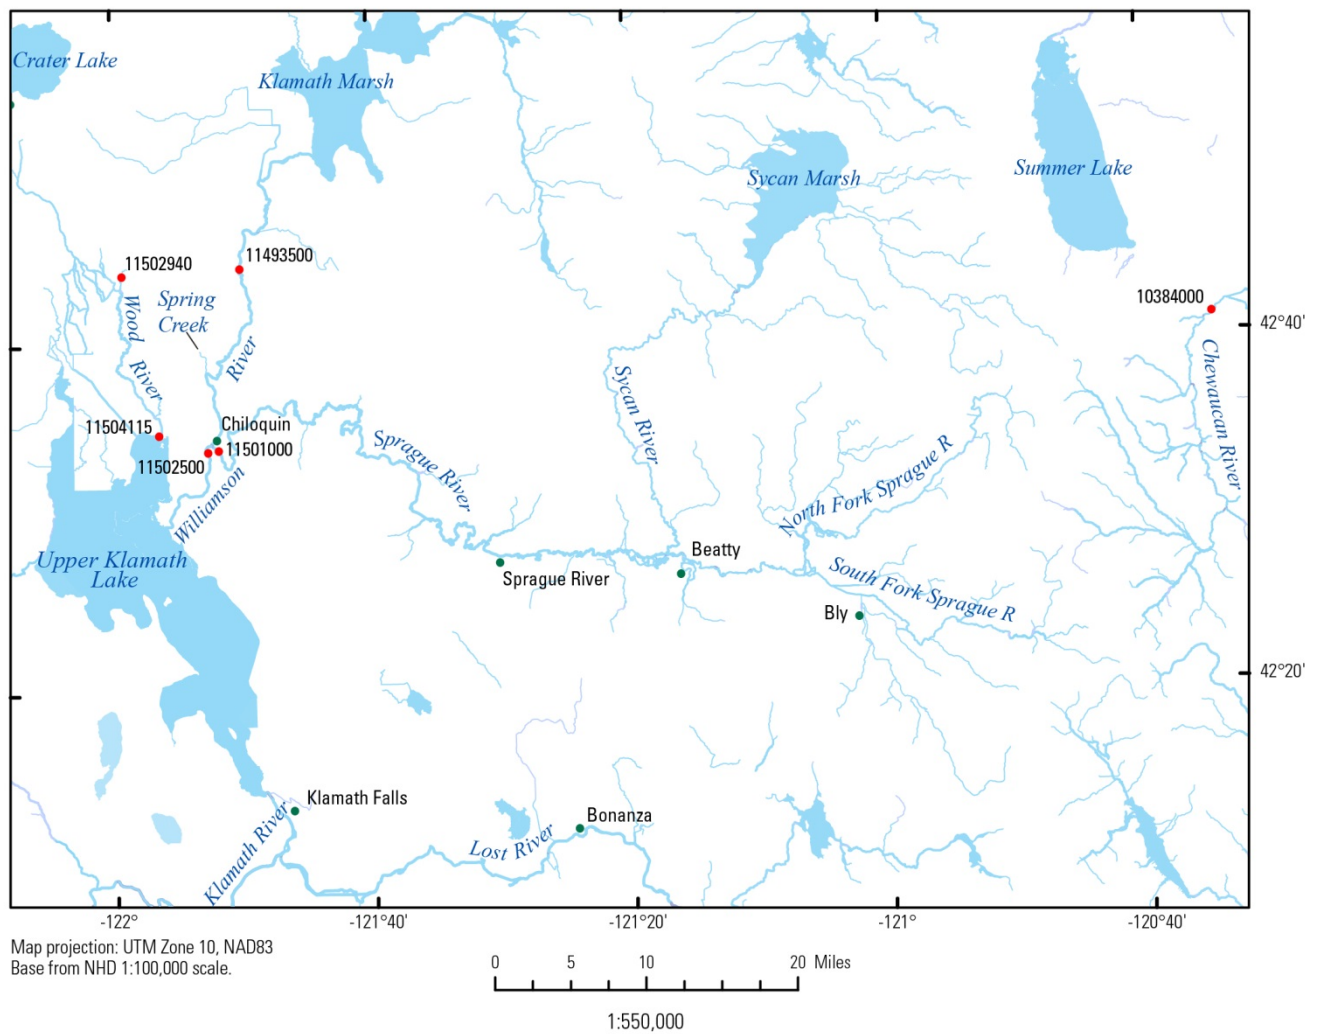 Crater Lake
Klamath Marsh
Sycan Marsh
Summer Lake
11502940
11493500
Spring
Creek
Wood
River
River
10384000
42°40'
Chewaucan River
Sycan River
11504115
Chiloquin
11501000
11502500
Williamson
Sprague River
North Fork Sprague R
Upper Klamath
Lake
Sprague River
Beatty
South Fork Sprague R
Bly
42°20'
Klamath Falls
Klamath River
Lost River
Bonanza
-122°
-121°40'
-121°20'
-121°
-120°40'
Map projection: UTM Zone 10, NAD83
Base from NHD 1:100,000 scale.
0 5 10 20 Miles
1:550,000